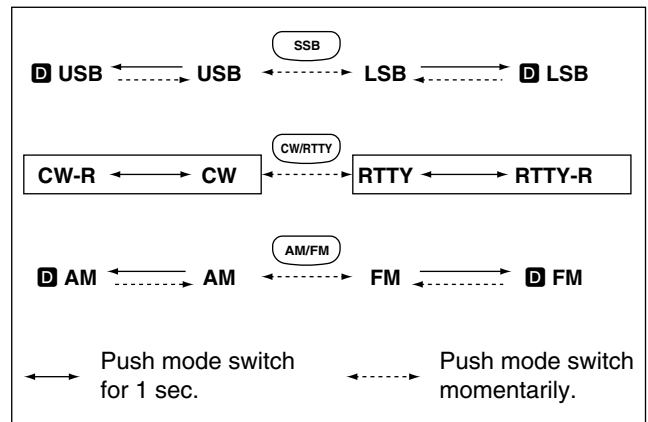 SSB
D USB USB LSB D LSB
CW/RTTY
CW-R CW RTTY RTTY-R
AM/FM
D AM AM FM D FM
Push mode switch Push mode switch
for 1 sec. momentarily.